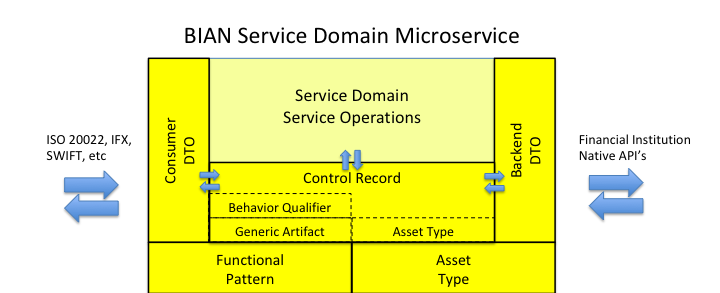 BIAN Service Domain Microservice
ISO 20022, IFX,
SWIFT, etc
Consumer
DTO
Service Domain
Service Operations
Control Record
Behavior Qualifier
Generic Artifact
Asset Type
Backend
DTO
Financial Institution
Native API's
Functional
Pattern
Asset
Type